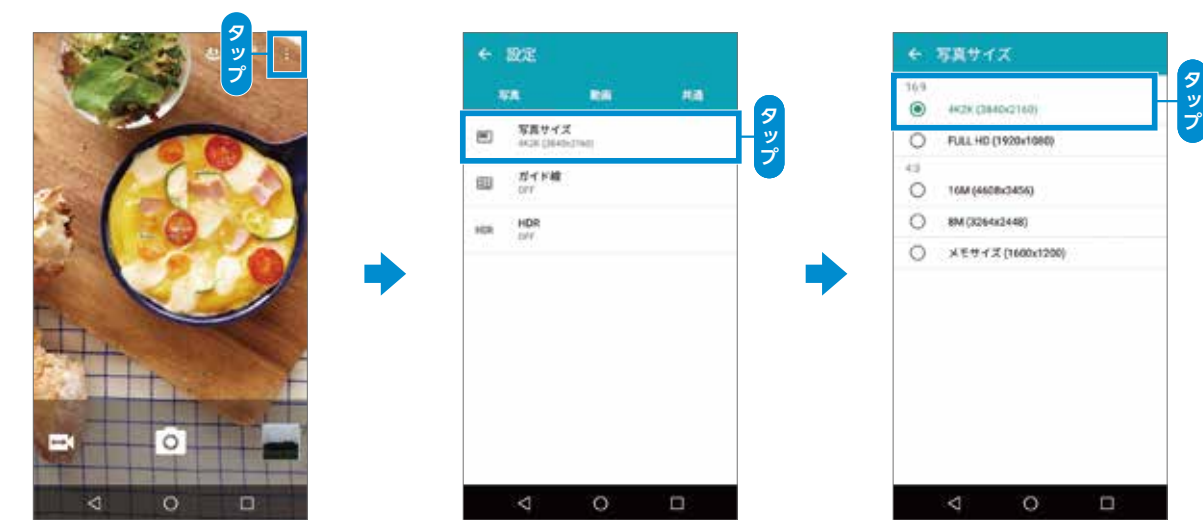 タップ
設定
写真 動画 共通
写真サイズ
4K2K (3840x2160)
ガイド線
OFF
HDR
HDR
OFF
タップ
写真サイズ
16:9
4K2K (3840x2160)
FULL HD (1920x1080)
4:3
16M (4608x3456)
8M (3264x2448)
メモサイズ (1600x1200)
タップ